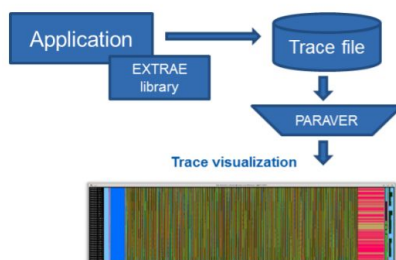 Application
EXTRAE
library
Trace file
PARAVER
Trace visualization